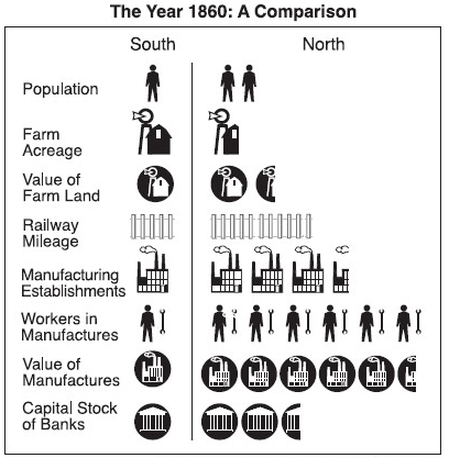 The Year 1860: A Comparison
South
North
Population
Farm
Acreage
Value of
Farm Land
Railway
Mileage
Manufacturing
Establishments
Workers in
Manufactures
Value of
Manufactures
Capital Stock
of Banks